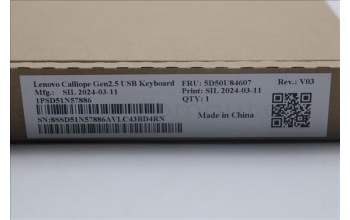 Lenovo Calliope Gen2.5 USB Keyboard FRU: 5D50U84607 Rev.: V03
Mfg.: SIL 2024-03-11 Print: SIL 2024-03-11
1PSD51N57886 QTY: 1
Made in China
SN:8SSD51N57886AVLC43BD4RN